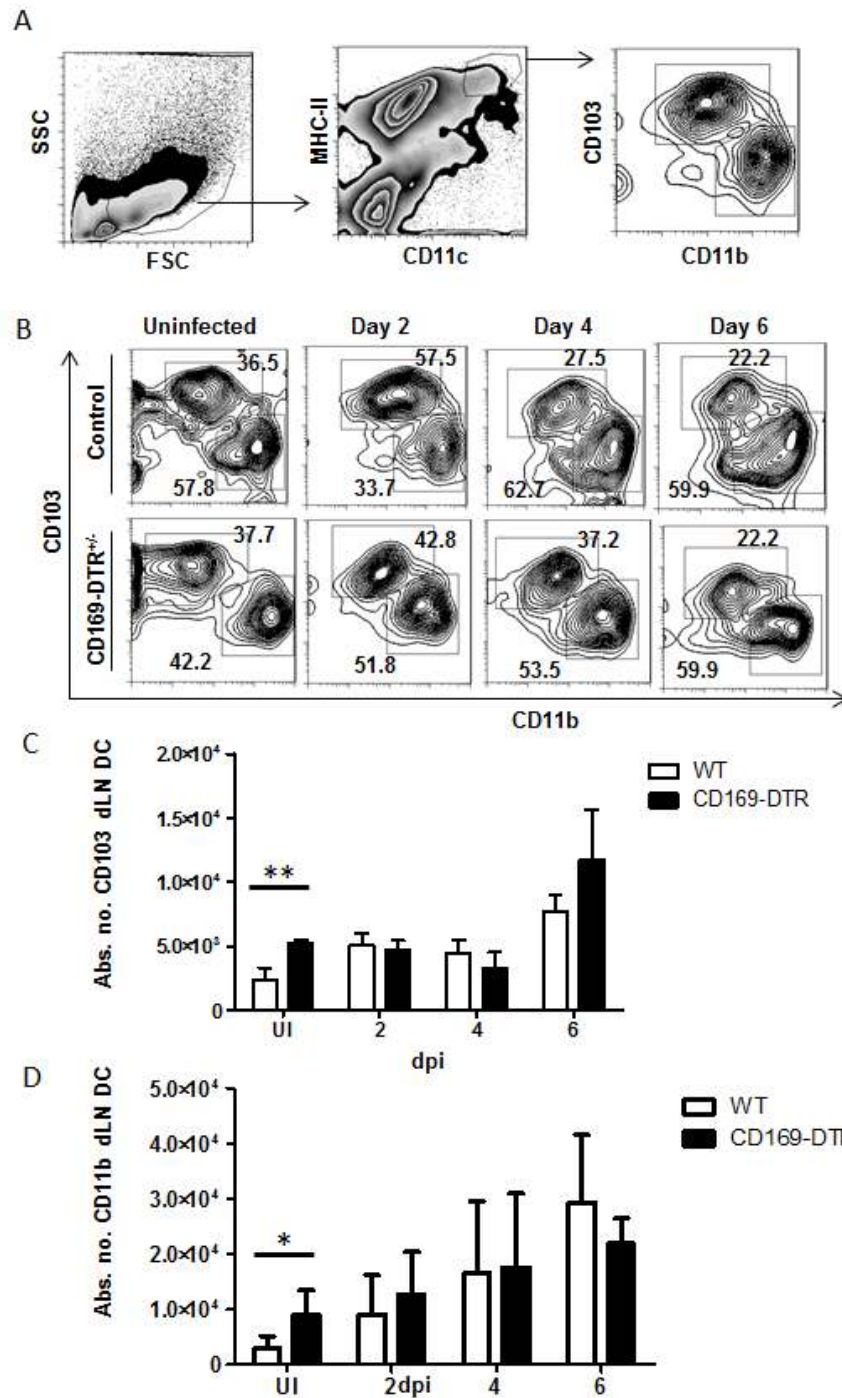 A
SSC
FSC
MHC-II
CD11c
CD103
CD11b
B
Uninfected Day 2 Day 4 Day 6
CD103
Control
36.5 57.5 27.5 22.2
57.8 33.7 62.7 59.9
CD169-DTR+/-
37.7 42.8 37.2 22.2
42.2 51.8 53.5 59.9
CD11b
C
Abs. no. CD103 dLN DC
2.0×10⁴
1.5×10⁴
1.0×10⁴
5.0×10³
0
**
UI 2 4 6
dpi
WT
CD169-DTR
D
Abs. no. CD11b dLN DC
5.0×10⁴
4.0×10⁴
3.0×10⁴
2.0×10⁴
1.0×10⁴
0
*
UI 2dpi 4 6
WT
CD169-DT